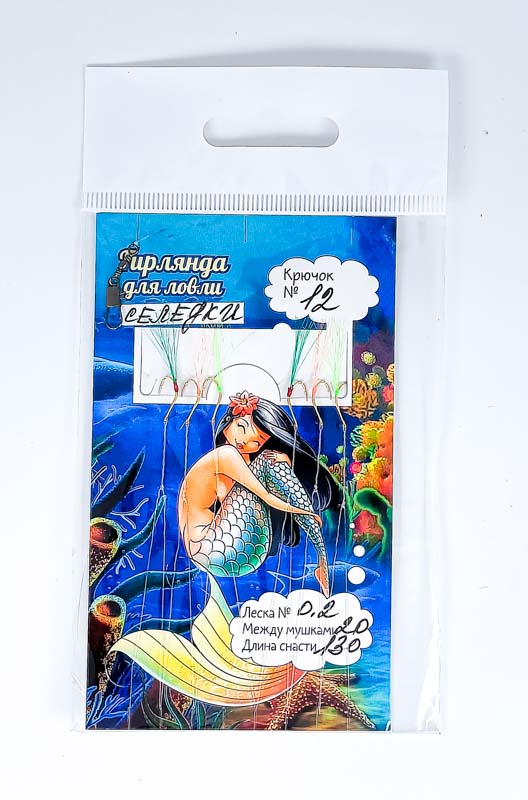 Гирлянда
для ловли
СЕЛЕДКИ
Крючок
№ 12
Леска № 0.2
Между мушками 20
Длина снасти 130